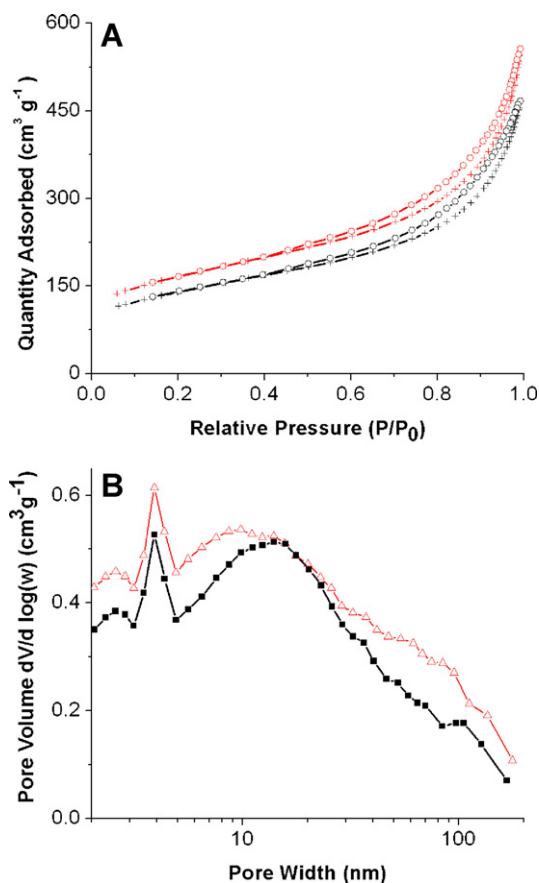 A
600
450
300
150
0
0.0 0.2 0.4 0.6 0.8 1.0
Quantity Adsorbed (cm³ g⁻¹)
Relative Pressure (P/P₀)
B
0.6
0.4
0.2
0.0
10 100
Pore Volume dV/d log(w) (cm³g⁻¹)
Pore Width (nm)